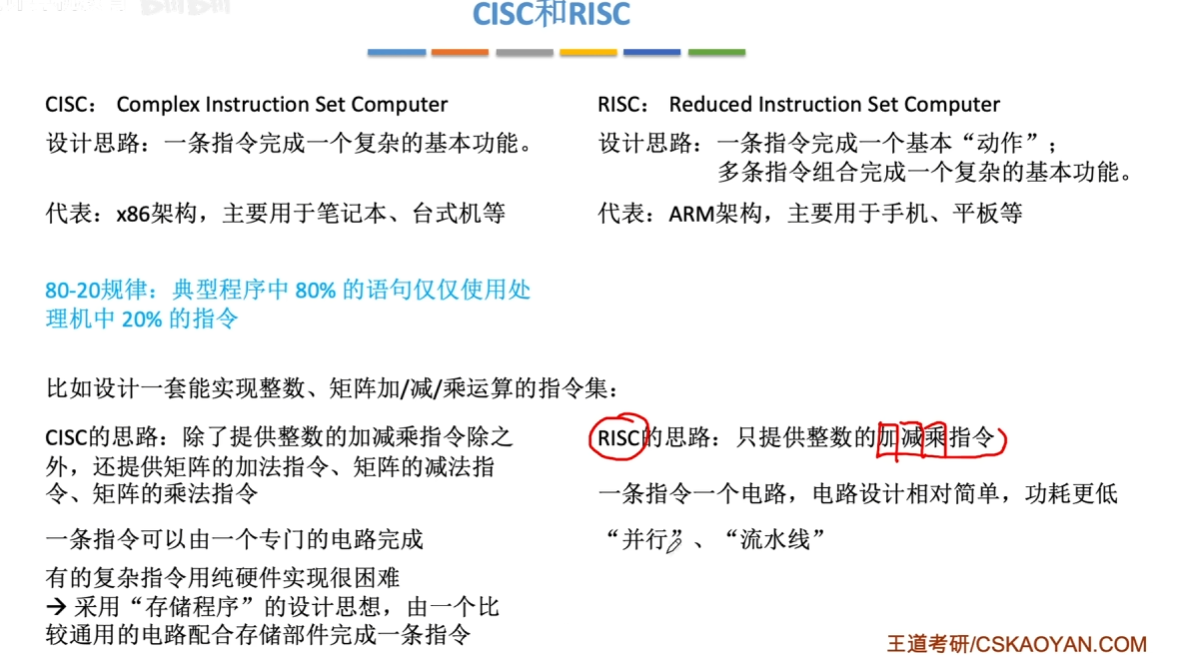 CISC和RISC
CISC： Complex Instruction Set Computer
设计思路：一条指令完成一个复杂的基本功能。
代表：x86架构，主要用于笔记本、台式机等
RISC： Reduced Instruction Set Computer
设计思路：一条指令完成一个基本“动作”；
多条指令组合完成一个复杂的基本功能。
代表：ARM架构，主要用于手机、平板等
80-20规律：典型程序中 80% 的语句仅仅使用处
理机中 20% 的指令
比如设计一套能实现整数、矩阵加/减/乘运算的指令集：
CISC的思路：除了提供整数的加减乘指令除之
外，还提供矩阵的加法指令、矩阵的减法指
令、矩阵的乘法指令
一条指令可以由一个专门的电路完成
有的复杂指令用纯硬件实现很困难
→ 采用“存储程序”的设计思想，由一个比
较通用的电路配合存储部件完成一条指令
RISC的思路：只提供整数的加减乘指令
一条指令一个电路，电路设计相对简单，功耗更低
“并行”、“流水线”
王道考研/CSKAOYAN.COM